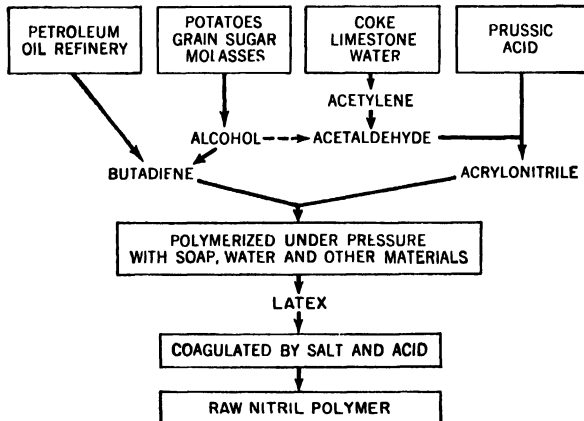 PETROLEUM
OIL REFINERY
POTATOES
GRAIN SUGAR
MOLASSES
COKE
LIMESTONE
WATER
PRUSSIC
ACID
ACETYLENE
ALCOHOL
ACETALDEHYDE
BUTADIENE
ACRYLONITRILE
POLYMERIZED UNDER PRESSURE
WITH SOAP, WATER AND OTHER MATERIALS
LATEX
COAGULATED BY SALT AND ACID
RAW NITRIL POLYMER